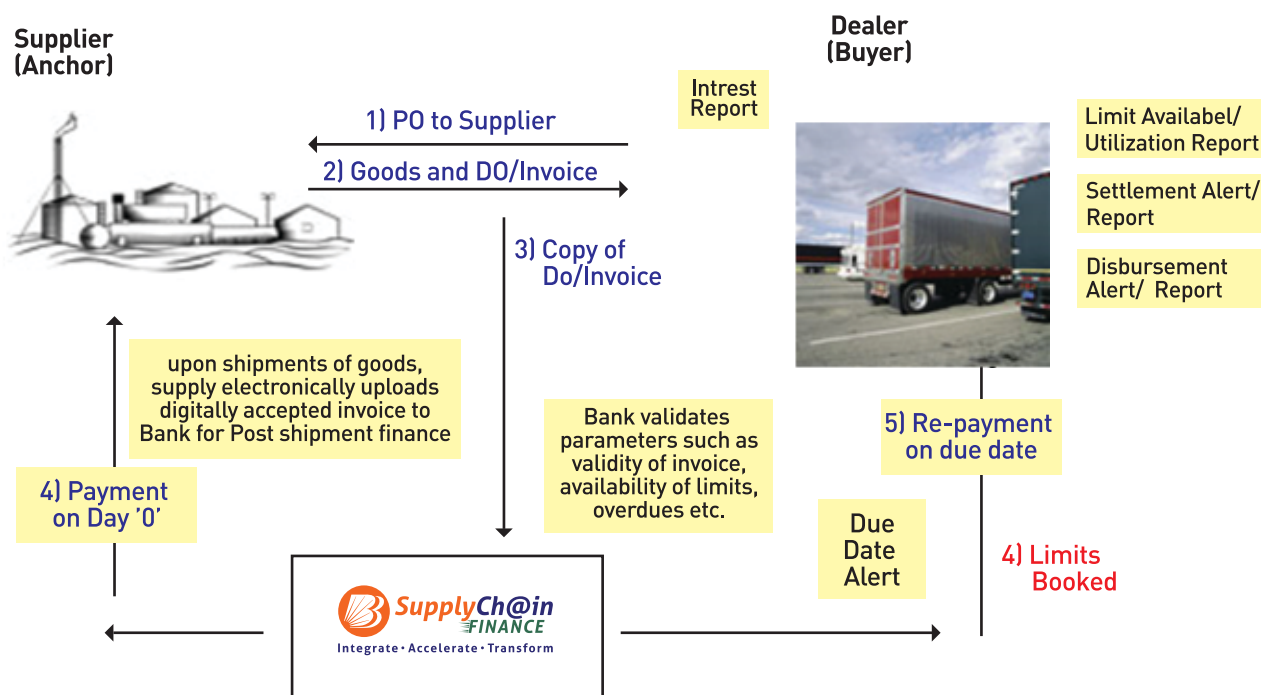 Supplier
(Anchor)
Dealer
(Buyer)
Intrest
Report
1) PO to Supplier
2) Goods and DO/Invoice
3) Copy of
Do/Invoice
Limit Availabel/
Utilization Report
Settlement Alert/
Report
Disbursement
Alert/ Report
upon shipments of goods,
supply electronically uploads
digitally accepted invoice to
Bank for Post shipment finance
4) Payment
on Day '0'
Bank validates
parameters such as
validity of invoice,
availability of limits,
overdues etc.
5) Re-payment
on due date
Due
Date
Alert
4) Limits
Booked
SupplyCh@in
FINANCE
Integrate • Accelerate • Transform